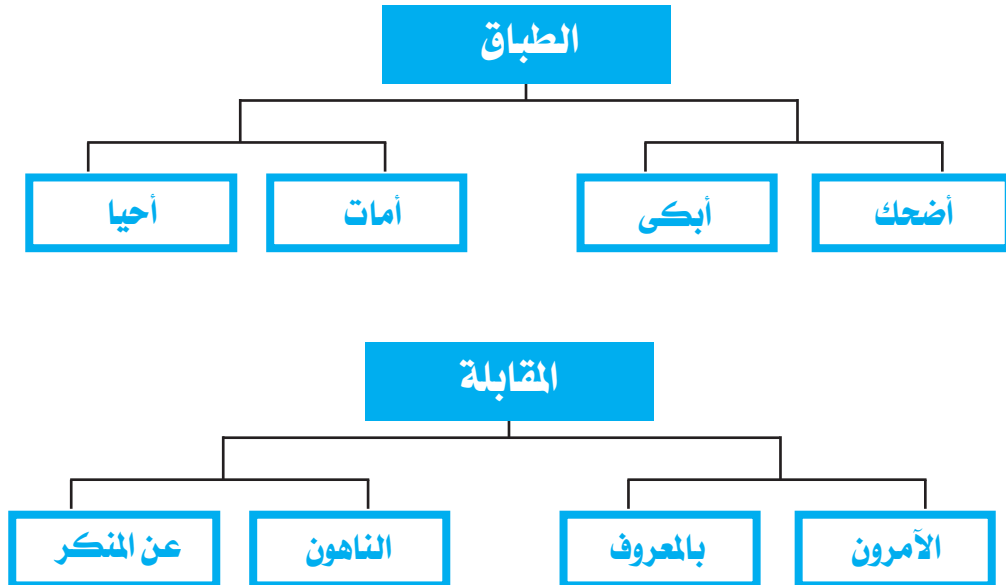 الطباق
أضحك أبكى أمات أحيا
المقابلة
الآمرون بالمعروف الناهون عن المنكر